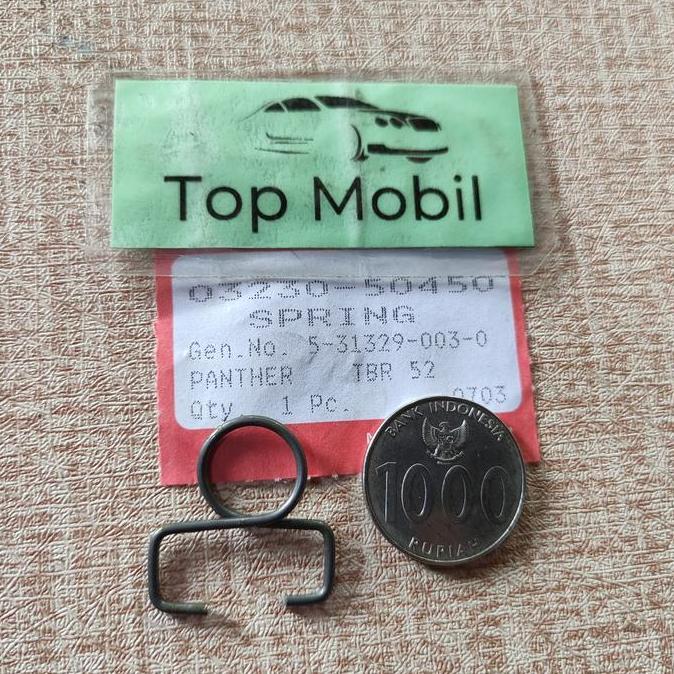 Top Mobil
03230-50450
SPRING
Gen.No. 5-31329-003-0
PANTHER TBR 52
Qty 1 Pc. 0703
BANK INDONESIA
1000
RUPIAH